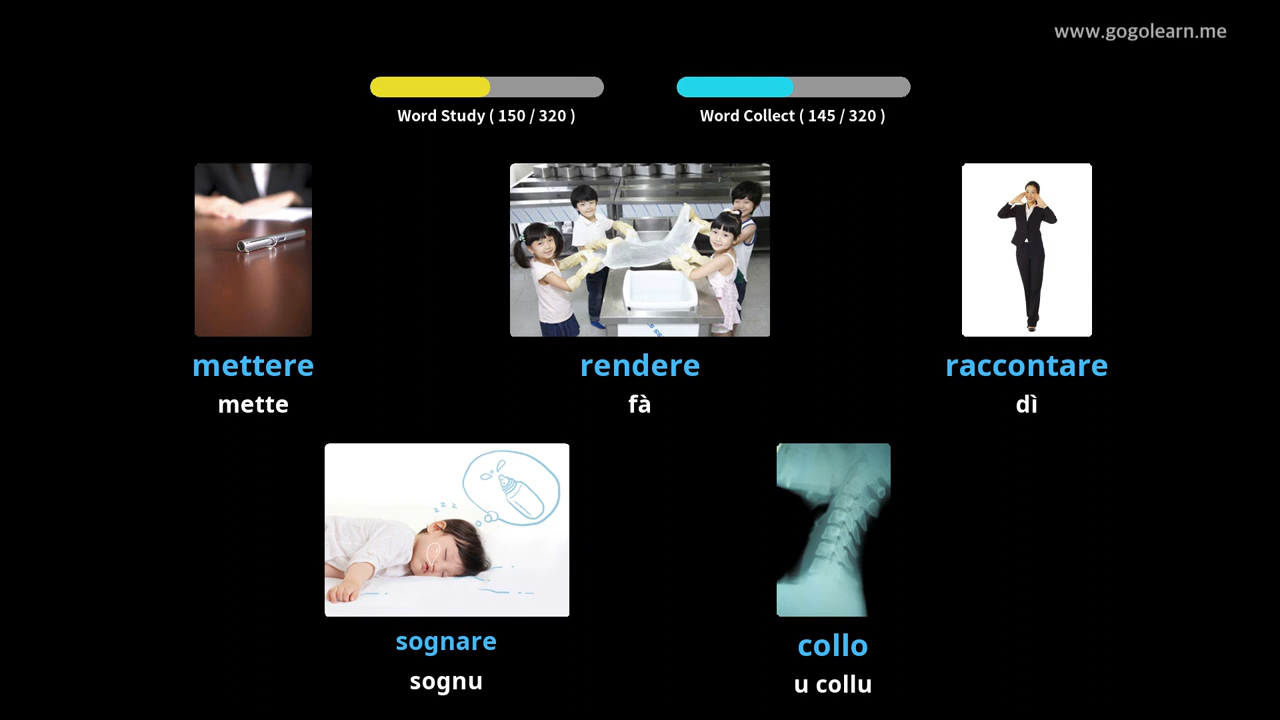 www.gogolearn.me
Word Study ( 150 / 320 )
Word Collect ( 145 / 320 )
mettere
mette
rendere
fà
raccontare
dì
z z z
sognare
sognu
collo
u collu